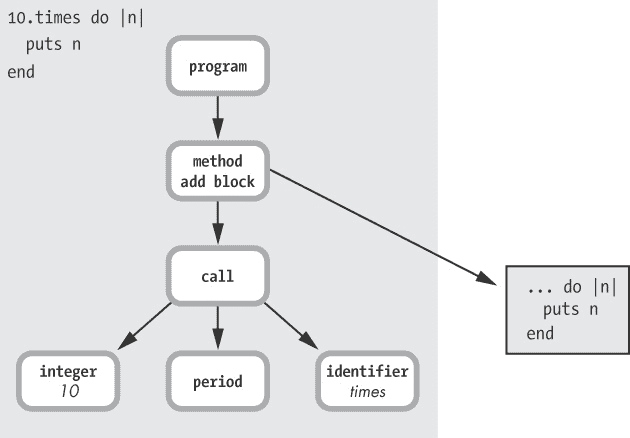 10.times do |n|
  puts n
end
program
method
add block
call
integer
10
period
identifier
times
... do |n|
  puts n
end